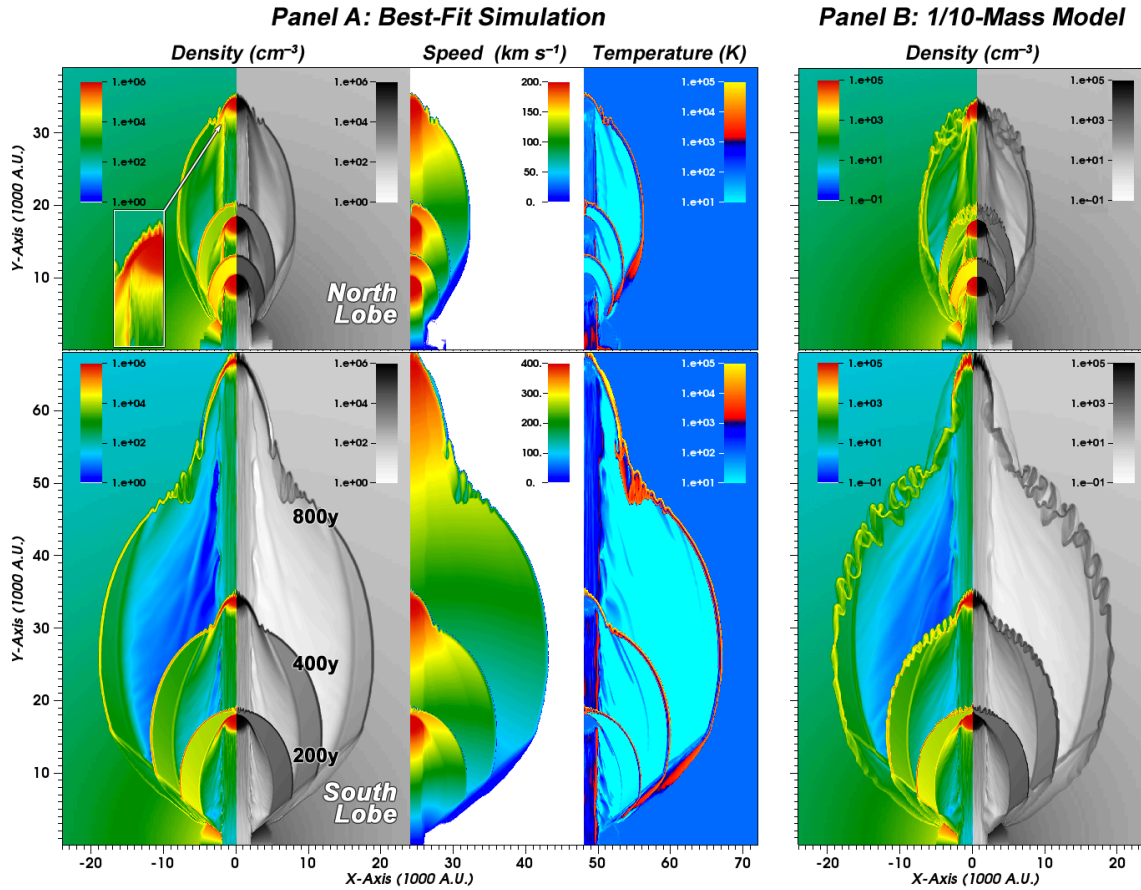 Panel A: Best-Fit Simulation
Panel B: 1/10-Mass Model
Density (cm⁻³)
Speed (km s⁻¹)
Temperature (K)
Density (cm⁻³)
1.e+06
1.e+04
1.e+02
1.e+00
1.e+06
1.e+04
1.e+02
1.e+00
200
150
100
50.
0.
1.e+05
1.e+04
1.e+03
1.e+02
1.e+01
1.e+05
1.e+03
1.e+01
1.e-01
1.e+05
1.e+03
1.e+01
1.e-01
Y-Axis (1000 A.U.)
30
20
10
North
Lobe
1.e+06
1.e+04
1.e+02
1.e+00
1.e+06
1.e+04
1.e+02
1.e+00
400
300
200
100
0.
1.e+05
1.e+04
1.e+03
1.e+02
1.e+01
1.e+05
1.e+03
1.e+01
1.e-01
1.e+05
1.e+03
1.e+01
1.e-01
Y-Axis (1000 A.U.)
60
50
40
30
20
10
800y
400y
200y
South
Lobe
-20 -10 0 10 20 30 40 50 60 70
X-Axis (1000 A.U.)
-20 -10 0 10 20
X-Axis (1000 A.U.)